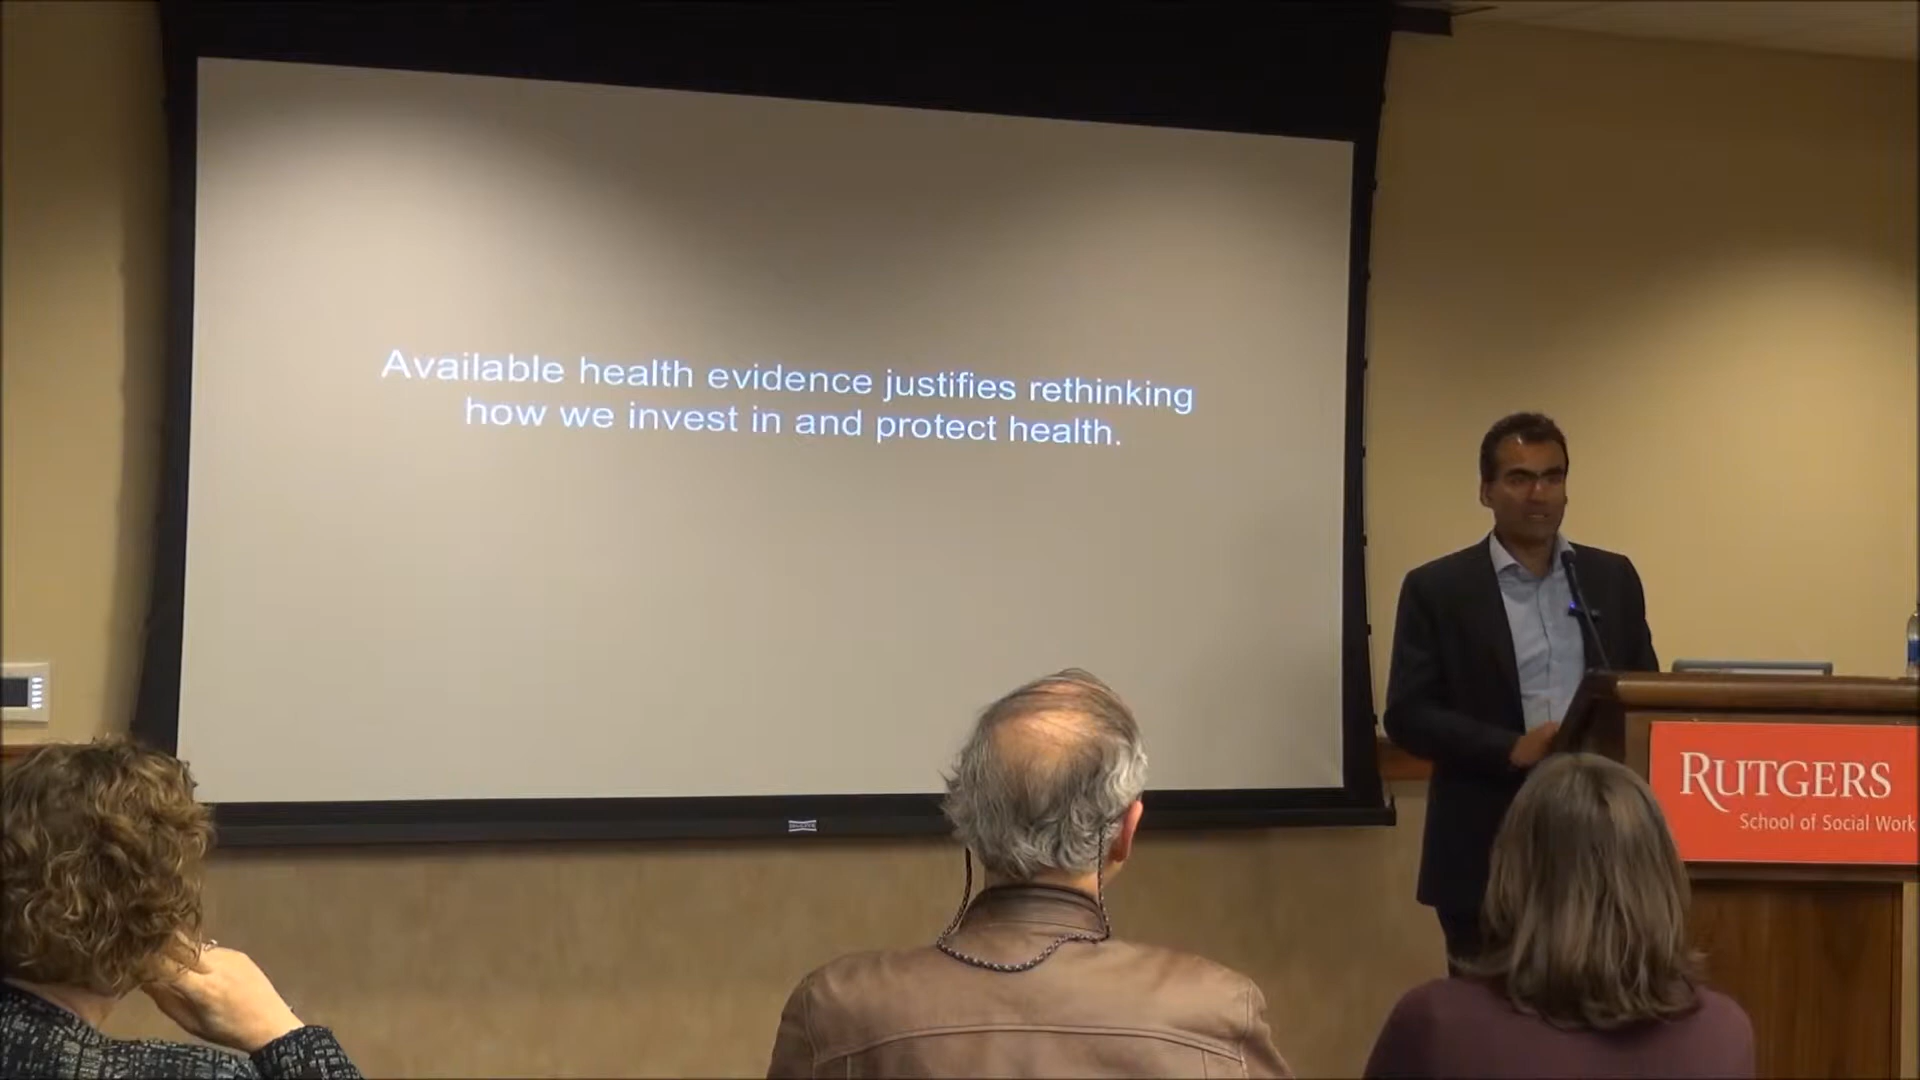 Available health evidence justifies rethinking
how we invest in and protect health.
RUTGERS
School of Social Work